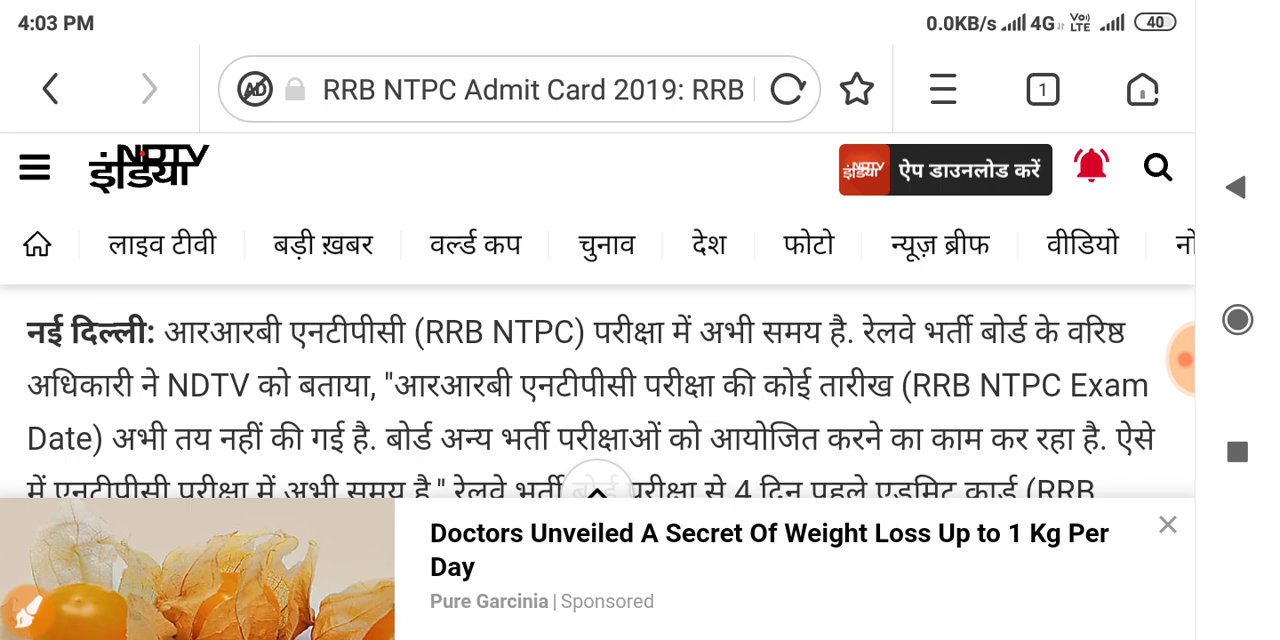 4:03 PM
0.0KB/s 4G Vo) LTE 40
AD RRB NTPC Admit Card 2019: RRB
1
NDTV
इंडिया
NDTV इंडिया ऐप डाउनलोड करें
लाइव टीवी बड़ी ख़बर वर्ल्ड कप चुनाव देश फोटो न्यूज़ ब्रीफ वीडियो
नई दिल्ली: आरआरबी एनटीपीसी (RRB NTPC) परीक्षा में अभी समय है. रेलवे भर्ती बोर्ड के वरिष्ठ
अधिकारी ने NDTV को बताया, "आरआरबी एनटीपीसी परीक्षा की कोई तारीख (RRB NTPC Exam
Date) अभी तय नहीं की गई है. बोर्ड अन्य भर्ती परीक्षाओं को आयोजित करने का काम कर रहा है. ऐसे
में एनटीपीसी परीक्षा में अभी समय है." रेलवे भर्ती बोर्ड परीक्षा से 4 दिन पहले एडमिट कार्ड (RRB
Doctors Unveiled A Secret Of Weight Loss Up to 1 Kg Per
Day
Pure Garcinia | Sponsored